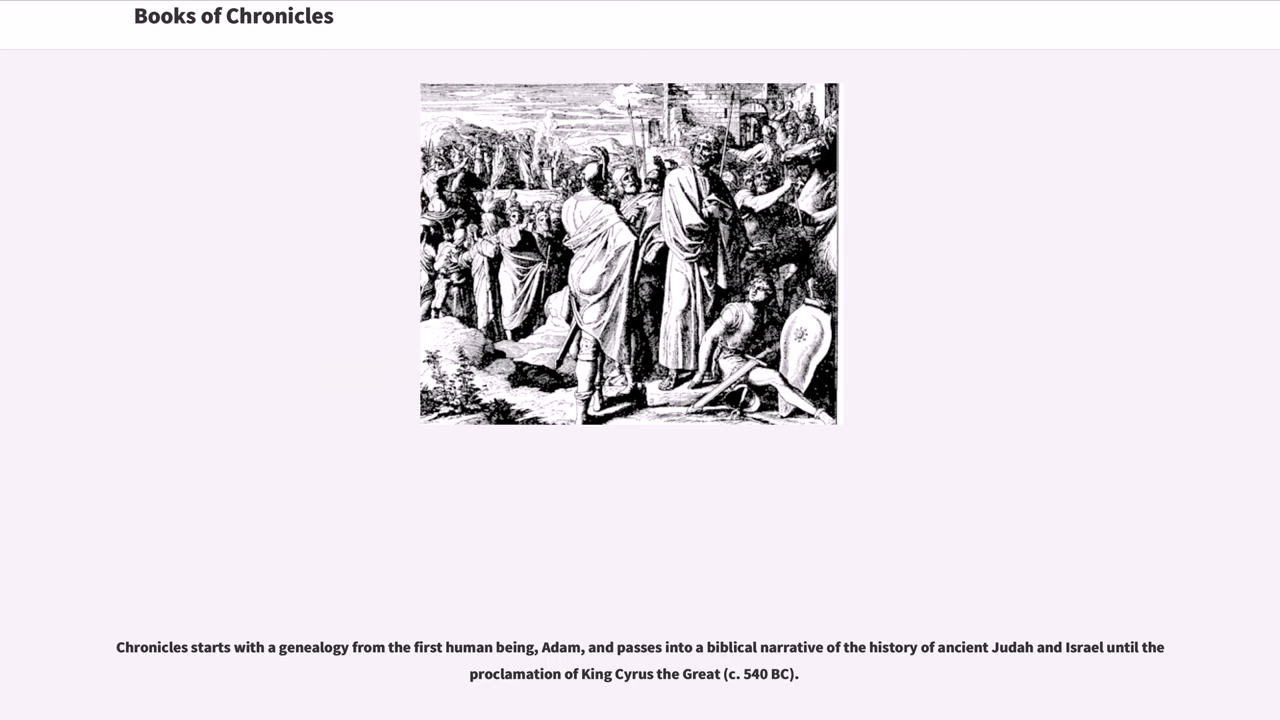 Books of Chronicles
Chronicles starts with a genealogy from the first human being, Adam, and passes into a biblical narrative of the history of ancient Judah and Israel until the
proclamation of King Cyrus the Great (c. 540 BC).